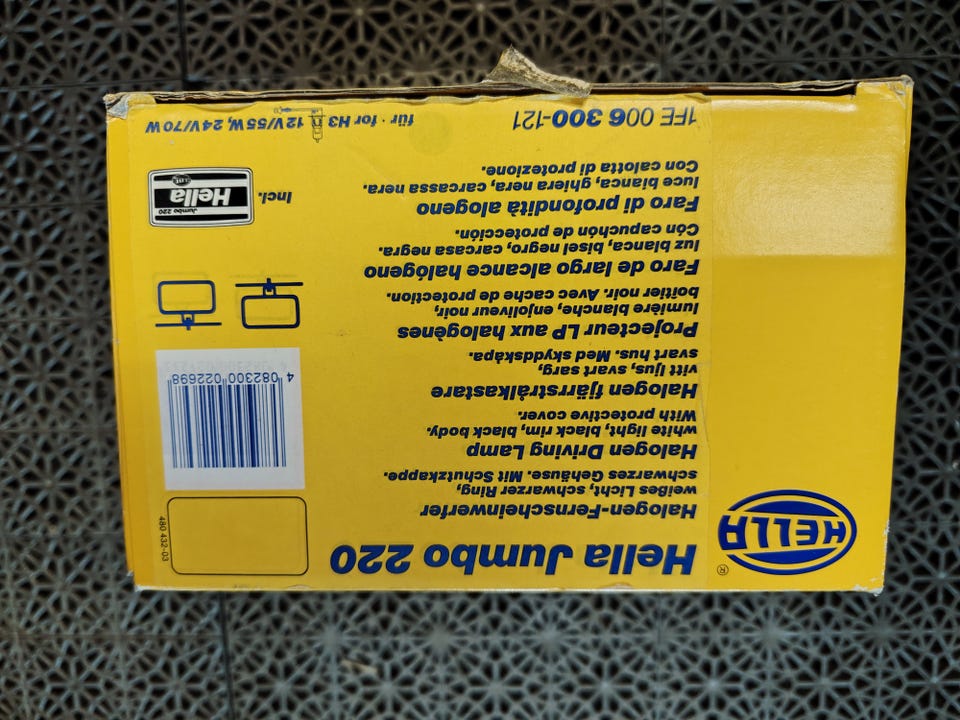 HELLA
®
Hella Jumbo 220
Halogen-Fernscheinwerfer
weißes Licht, schwarzer Ring,
schwarzes Gehäuse. Mit Schutzkappe.
Halogen Driving Lamp
white light, black rim, black body.
With protective cover.
Halogen fjärrstrålkastare
vitt ljus, svart sarg,
svart hus. Med skyddskåpa.
Projecteur LP aux halogènes
lumière blanche, enjoliveur noir,
boîtier noir. Avec cache de protection.
Faro de largo alcance halógeno
luz blanca, bisel negro, carcasa negra.
Cón capuchón de protección.
Faro di profondità alogeno
luce bianca, ghiera nera, carcassa nera.
Con calotta di protezione.
1FE 006 300-121
für · for H3 12V/55W, 24V/70W
480 432-03
4 082300 022698
Incl.
Jumbo 220
Hella